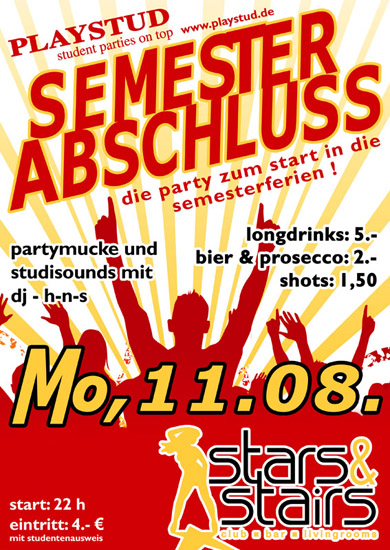 PLAYSTUD
student parties on top
www.playstud.de
SEMESTER
ABSCHLUSS
die party zum start in die
semesterferien !
partymucke und
studisounds mit
dj - h-n-s
longdrinks: 5.-
bier & prosecco: 2.-
shots: 1,50
Mo, 11.08.
stars&
stairs
club ▪ bar ▪ livingrooms
start: 22 h
eintritt: 4.- €
mit studentenausweis